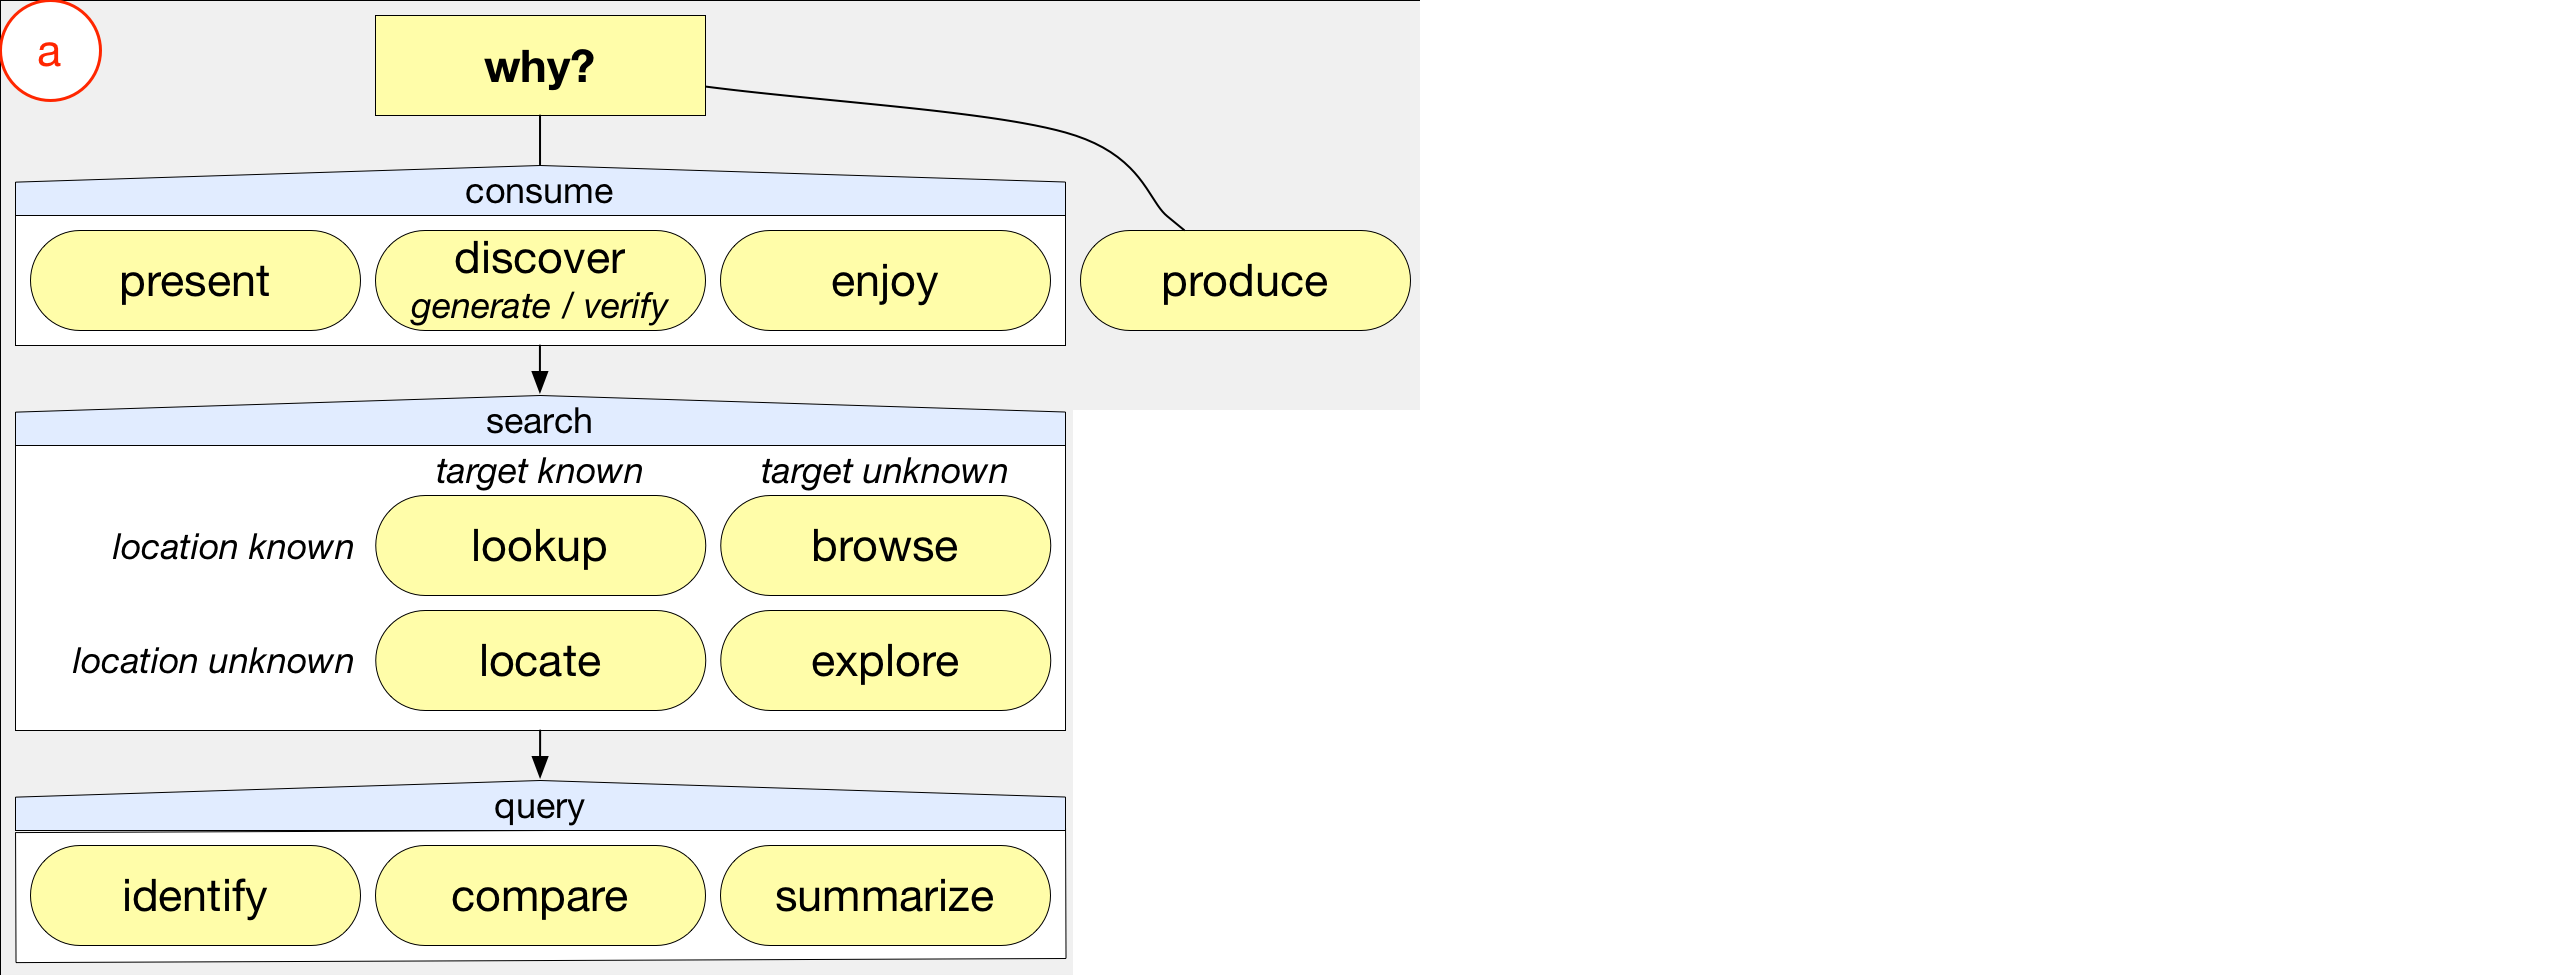 a
why?
consume
present
discover
generate / verify
enjoy
produce
search
target known
target unknown
location known
lookup
browse
location unknown
locate
explore
query
identify
compare
summarize